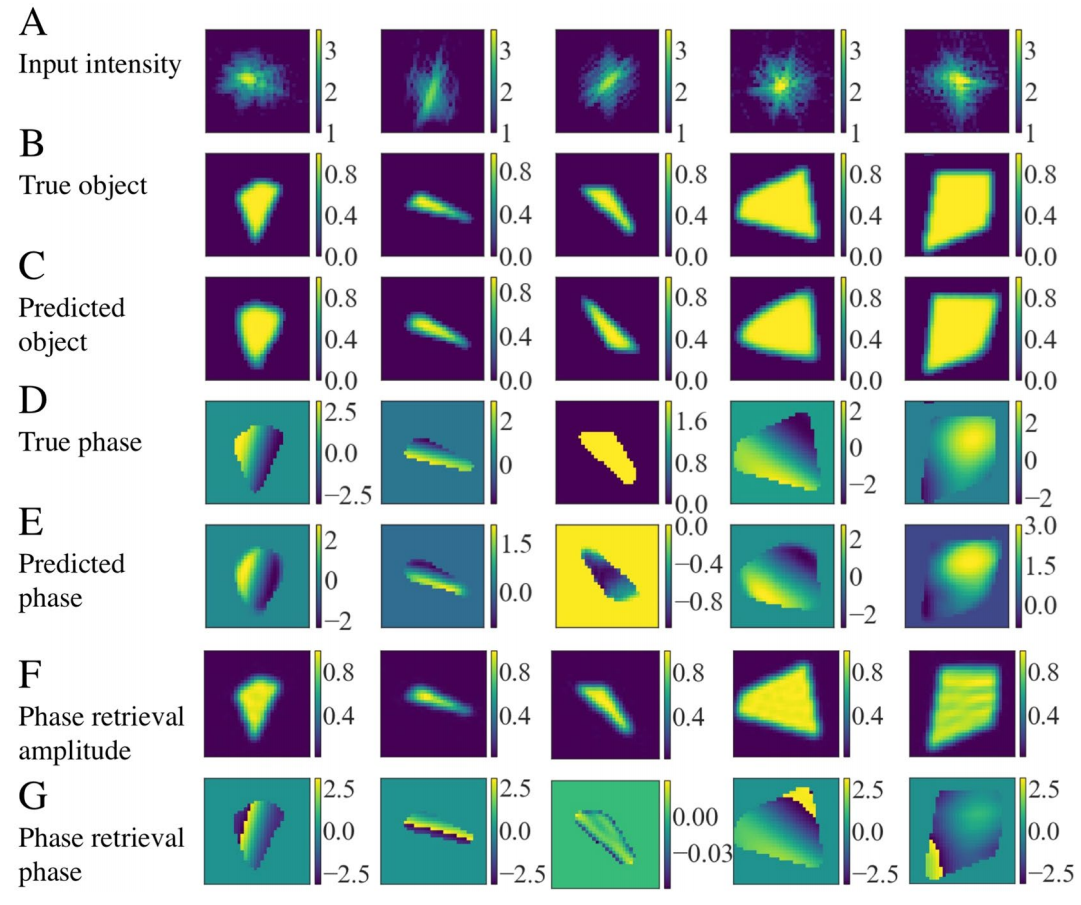 A
Input intensity
3 3 3 3 3
2 2 2 2 2
1 1 1 1 1
B
True object
0.8 0.8 0.8 0.8 0.8
0.4 0.4 0.4 0.4 0.4
0.0 0.0 0.0 0.0 0.0
C
Predicted
object
0.8 0.8 0.8 0.8 0.8
0.4 0.4 0.4 0.4 0.4
0.0 0.0 0.0 0.0 0.0
D
True phase
2.5 2 1.6 2 2
0.0 0 0.8 0 0
−2.5 0.0 −2 −2
E
Predicted
phase
2 1.5 0.0 2 3.0
0 0.0 −0.4 0 1.5
−2 −0.8 −2 0.0
F
Phase retrieval
amplitude
0.8 0.8 0.8 0.8 0.8
0.4 0.4 0.4 0.4 0.4
G
Phase retrieval
phase
2.5 2.5 0.00 2.5 2.5
0.0 0.0 −0.03 0.0 0.0
−2.5 −2.5 −2.5 −2.5